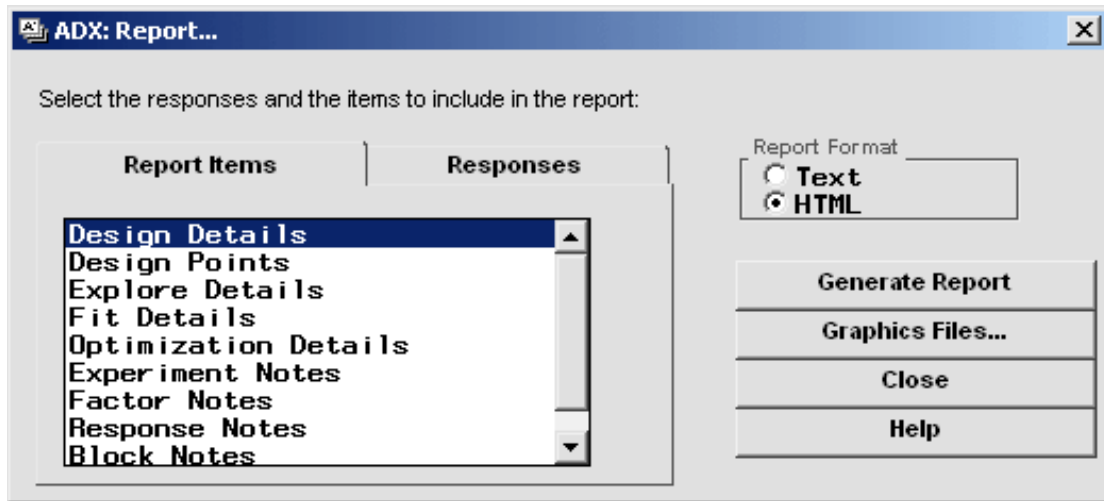 ADX: Report...
Select the responses and the items to include in the report:
Report Items
Responses
Design Details
Design Points
Explore Details
Fit Details
Optimization Details
Experiment Notes
Factor Notes
Response Notes
Block Notes
Report Format
Text
HTML
Generate Report
Graphics Files...
Close
Help